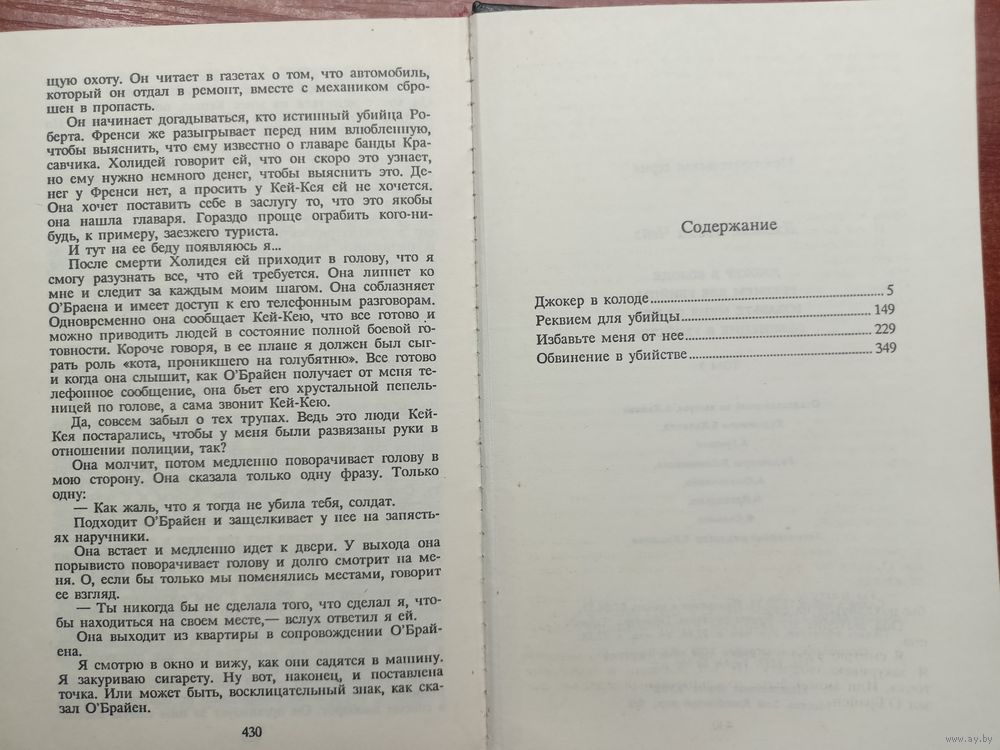 щую охоту. Он читает в газетах о том, что автомобиль,
который он отдал в ремонт, вместе с механиком сбро-
шен в пропасть.
Он начинает догадываться, кто истинный убийца Ро-
берта. Френси же разыгрывает перед ним влюбленную,
чтобы выяснить, что ему известно о главаре банды Кра-
савчика. Холидей говорит ей, что он скоро это узнает,
но ему нужно немного денег, чтобы выяснить это. Де-
нег у Френси нет, а просить у Кей-Кея ей не хочется.
Она хочет поставить себе в заслугу то, что это якобы
она нашла главаря. Гораздо проще ограбить кого-ни-
будь, к примеру, заезжего туриста.
И тут на ее беду появляюсь я...
После смерти Холидея ей приходит в голову, что я
смогу разузнать все, что ей требуется. Она липнет ко
мне и следит за каждым моим шагом. Она соблазняет
О’Браена и имеет доступ к его телефонным разговорам.
Одновременно она сообщает Кей-Кею, что все готово и
можно приводить людей в состояние полной боевой го-
товности. Короче говоря, в ее плане я должен был сыг-
рать роль «кота, проникшего на голубятню». Все готово
и когда она слышит, как О’Брайен получает от меня те-
лефонное сообщение, она бьет его хрустальной пепель-
ницей по голове, а сама звонит Кей-Кею.
Да, совсем забыл о тех трупах. Ведь это люди Кей-
Кея постарались, чтобы у меня были развязаны руки в
отношении полиции, так?
Она молчит, потом медленно поворачивает голову в
мою сторону. Она сказала только одну фразу. Только
одну:
— Как жаль, что я тогда не убила тебя, солдат.
Подходит О’Брайен и защелкивает у нее на запясть-
ях наручники.
Она встает и медленно идет к двери. У выхода она
порывисто поворачивает голову и долго смотрит на ме-
ня. О, если бы только мы поменялись местами, говорит
ее взгляд.
— Ты никогда бы не сделала того, что сделал я, что-
бы находиться на своем месте,— вслух ответил я ей.
Она выходит из квартиры в сопровождении О’Брай-
ена.
Я смотрю в окно и вижу, как они садятся в машину.
Я закуриваю сигарету. Ну вот, наконец, и поставлена
точка. Или может быть, восклицательный знак, как ска-
зал О’Брайен.
430
Содержание
Джокер в колоде 5
Реквием для убийцы 149
Избавьте меня от нее 229
Обвинение в убийстве 349
www.ay.by